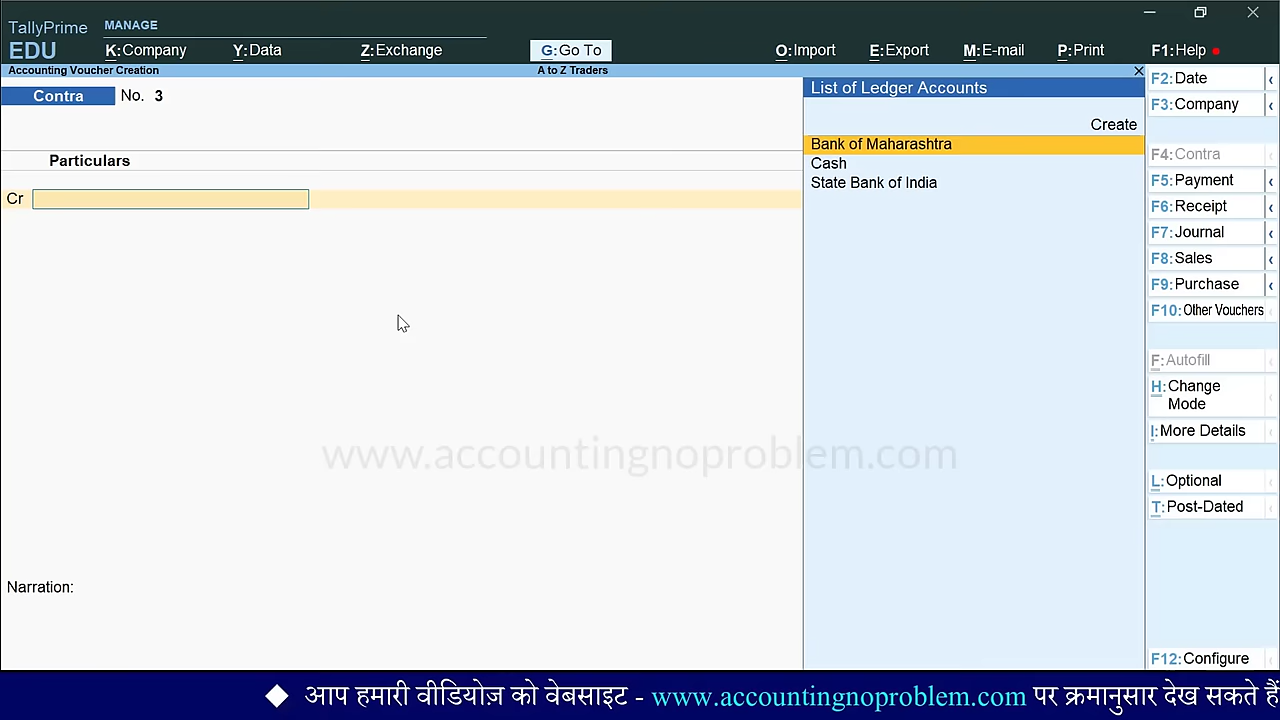 TallyPrime MANAGE
EDU K:Company Y:Data Z:Exchange G:Go To O:Import E:Export M:E-mail P:Print F1:Help
Accounting Voucher Creation A to Z Traders
Contra No. 3
Particulars
Cr
Narration:
List of Ledger Accounts
Create
Bank of Maharashtra
Cash
State Bank of India
F2:Date
F3:Company
F4:Contra
F5:Payment
F6:Receipt
F7:Journal
F8:Sales
F9:Purchase
F10:Other Vouchers
F:Autofill
H:Change
Mode
I:More Details
L:Optional
T:Post-Dated
F12:Configure
www.accountingnoproblem.com
आप हमारी वीडियोज़ को वेबसाइट - www.accountingnoproblem.com पर क्रमानुसार देख सकते हैं